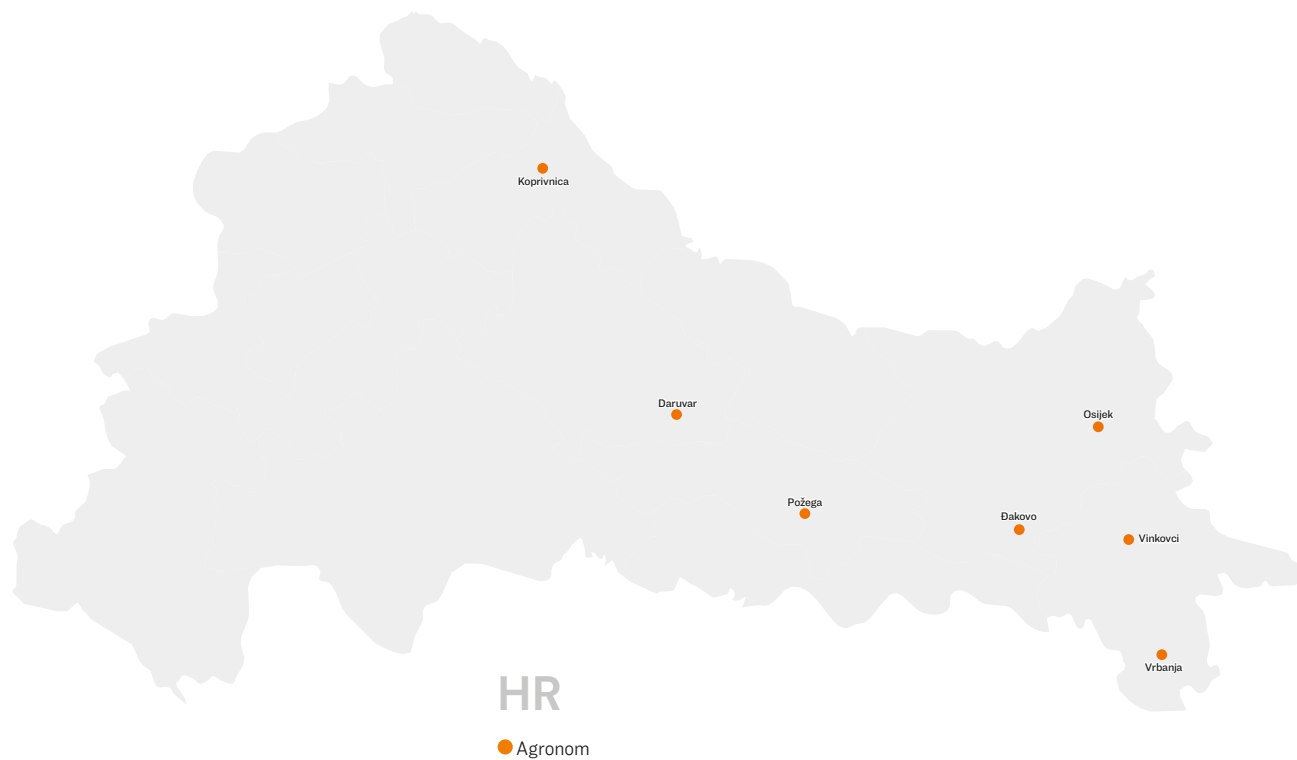 Koprivnica
Daruvar
Osijek
Požega
Đakovo
Vinkovci
Vrbanja
HR
Agronom